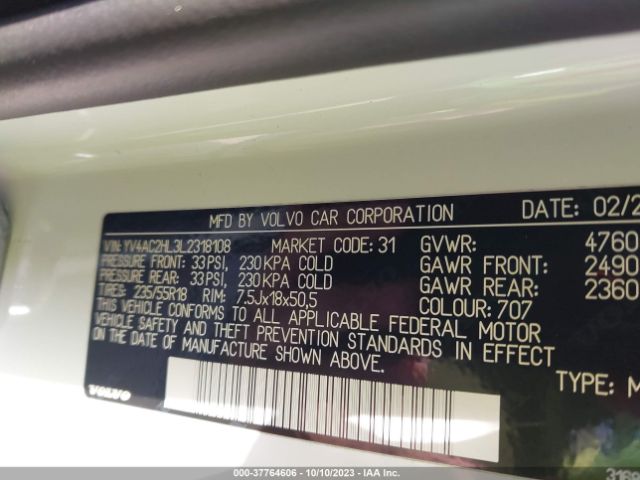 MFD BY VOLVO CAR CORPORATION DATE: 02/2
VIN: YV4AC2HL3L2318108 MARKET CODE: 31 GVWR: 4760
PRESSURE FRONT: 33 PSI, 230 KPA COLD GAWR FRONT: 2490
PRESSURE REAR: 33 PSI, 230 KPA COLD GAWR REAR: 2360
TIRES: 235/55R18 RIM: 7.5Jx18x50,5 COLOUR: 707
THIS VEHICLE CONFORMS TO ALL APPLICABLE FEDERAL MOTOR
VEHICLE SAFETY AND THEFT PREVENTION STANDARDS IN EFFECT
ON THE DATE OF MANUFACTURE SHOWN ABOVE.
TYPE: M
VOLVO
000-37764606 - 10/10/2023 - IAAI.com